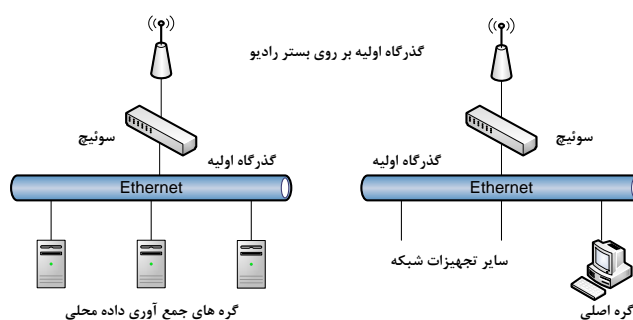 گذرگاه اولیه بر روی بستر رادیو
سوئیچ
سوئیچ
گذرگاه اولیه
گذرگاه اولیه
Ethernet
Ethernet
سایر تجهیزات شبکه
گره اصلی
گره های جمع آوری داده محلی